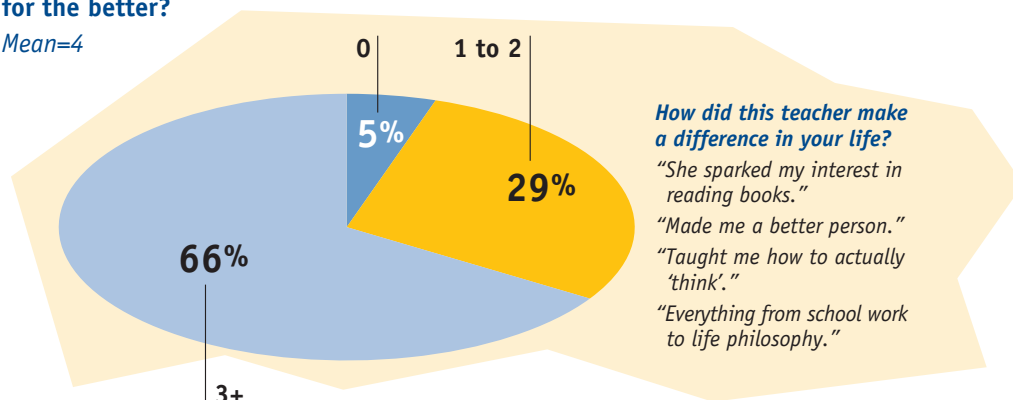 for the better?
Mean=4
0
1 to 2
5%
29%
66%
3+
How did this teacher make
a difference in your life?
“She sparked my interest in
reading books.”
“Made me a better person.”
“Taught me how to actually
‘think’.”
“Everything from school work
to life philosophy.”